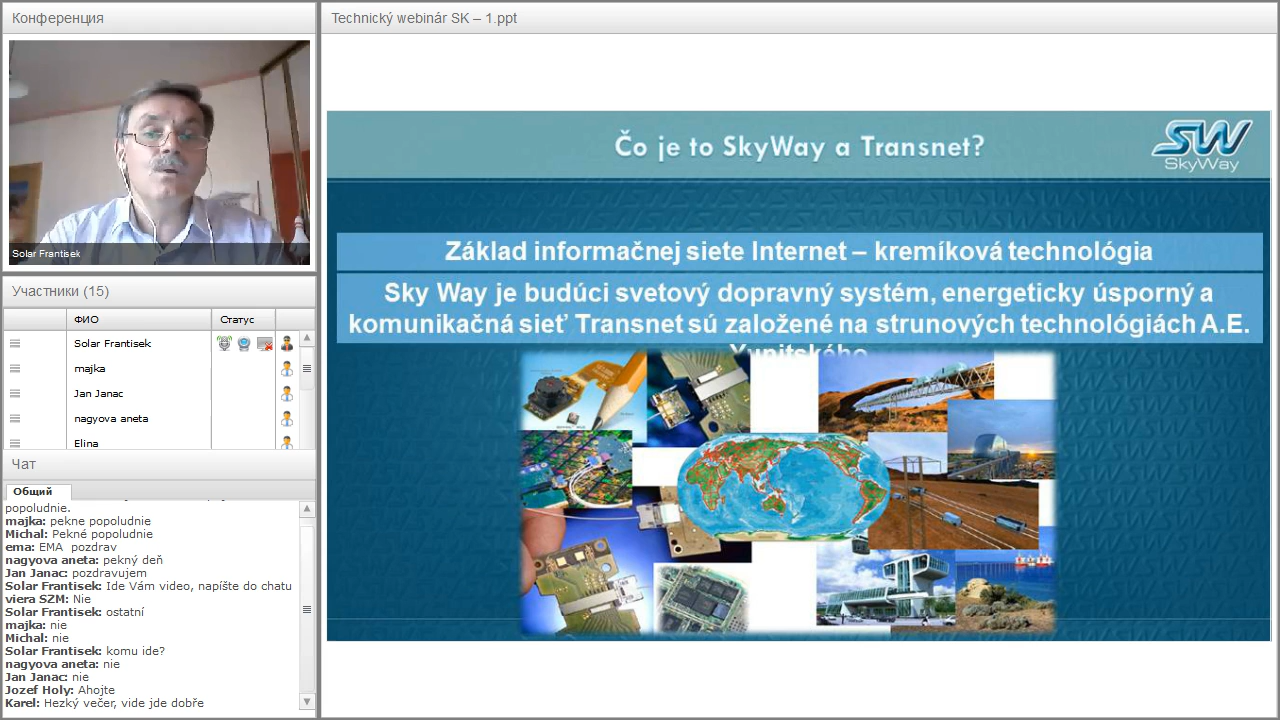 Конференция
Solar Frantisek
Участники (15)
ФИО
Статус
Solar Frantisek
majka
Jan Janac
nagyova aneta
Elina
Чат
Общий
popoludnie.
majka: pekne popoludnie
Michal: Pekné popoludnie
ema: EMA pozdrav
nagyova aneta: pekný deň
Jan Janac: pozdravujem
Solar Frantisek: Ide Vám video, napíšte do chatu
viera SZM: Nie
Solar Frantisek: ostatní
majka: nie
Michal: nie
Solar Frantisek: komu ide?
nagyova aneta: nie
Jan Janac: nie
Jozef Holy: Ahojte
Karel: Hezký večer, vide jde dobře
Technický webinár SK – 1.ppt
Čo je to SkyWay a Transnet?
SW
SkyWay
Základ informačnej siete Internet – kremíková technológia
Sky Way je budúci svetový dopravný systém, energeticky úsporný a
komunikačná sieť Transnet sú založené na strunových technológiách A.E.
Yunitského